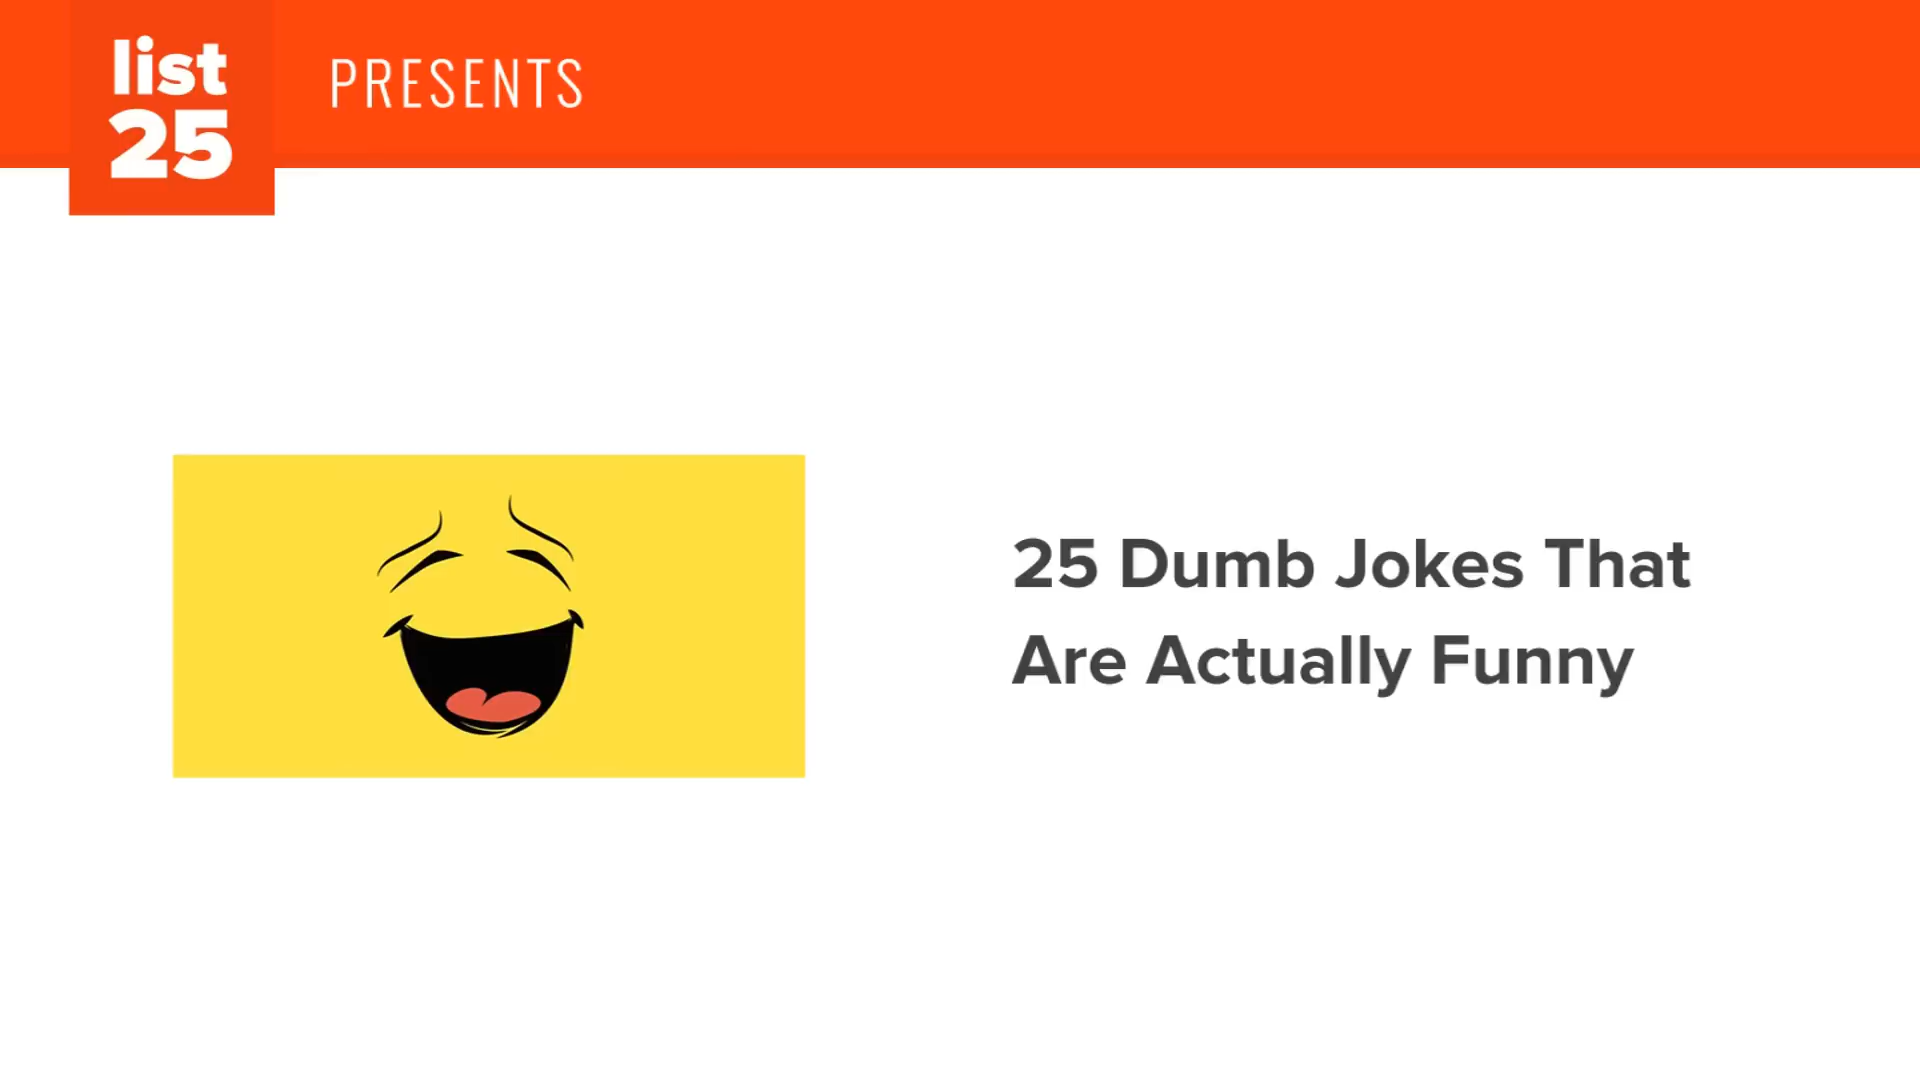 list
25
PRESENTS
25 Dumb Jokes That
Are Actually Funny